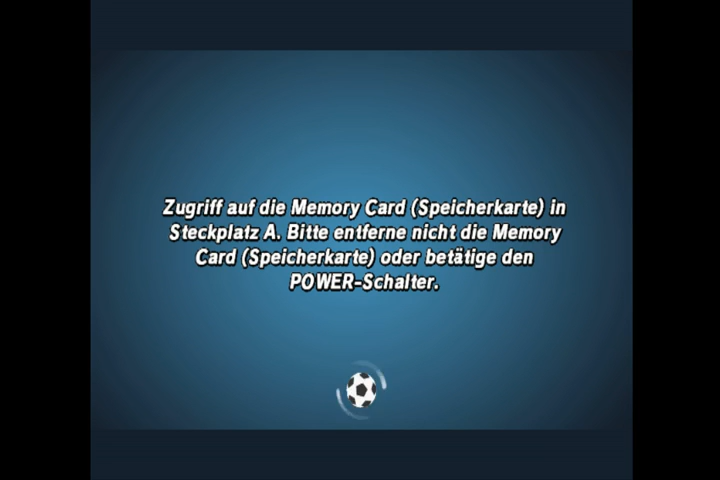 Zugriff auf die Memory Card (Speicherkarte) in
Steckplatz A. Bitte entferne nicht die Memory
Card (Speicherkarte) oder betätige den
POWER-Schalter.